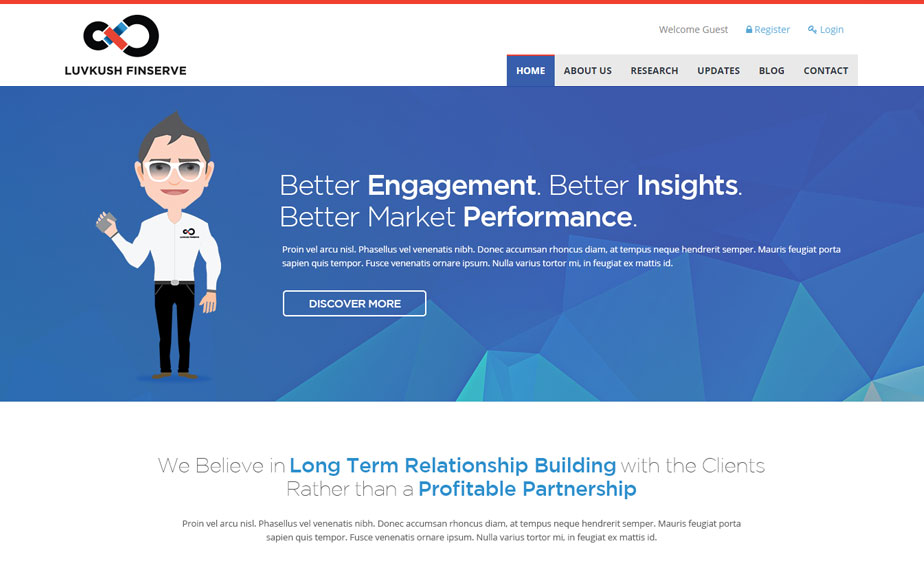 LUVKUSH FINSERVE
Welcome Guest Register Login
HOME ABOUT US RESEARCH UPDATES BLOG CONTACT
Better Engagement. Better Insights.
Better Market Performance.
LUVKUSH FINSERVE
Proin vel arcu nisl. Phasellus vel venenatis nibh. Donec accumsan rhoncus diam, at tempus neque hendrerit semper. Mauris feugiat porta
sapien quis tempor. Fusce venenatis ornare ipsum. Nulla varius tortor mi, in feugiat ex mattis id.
DISCOVER MORE
We Believe in Long Term Relationship Building with the Clients
Rather than a Profitable Partnership
Proin vel arcu nisl. Phasellus vel venenatis nibh. Donec accumsan rhoncus diam, at tempus neque hendrerit semper. Mauris feugiat porta
sapien quis tempor. Fusce venenatis ornare ipsum. Nulla varius tortor mi, in feugiat ex mattis id.